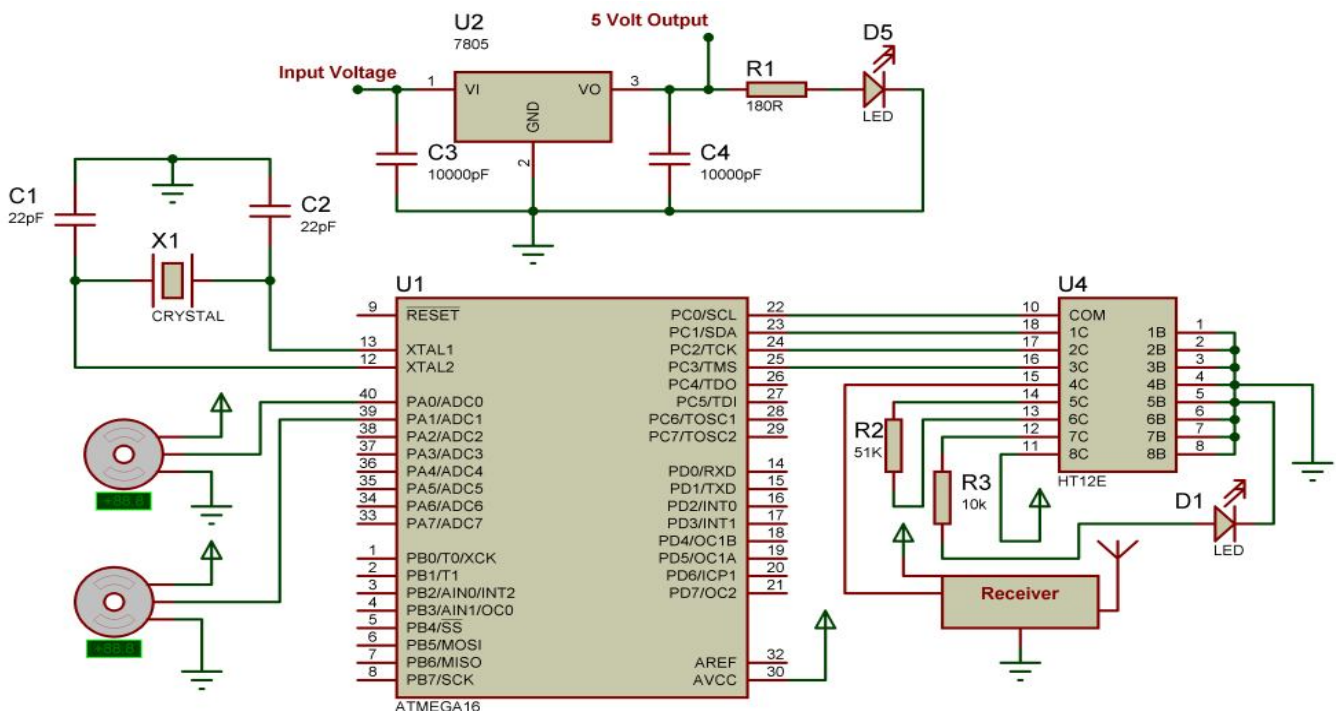 U2
7805
Input Voltage
5 Volt Output
1
VI
VO
3
GND
2
R1
180R
D5
LED
C3
10000pF
C4
10000pF
C1
22pF
C2
22pF
X1
CRYSTAL
U1
9
RESET
13
XTAL1
12
XTAL2
40
PA0/ADC0
39
PA1/ADC1
38
PA2/ADC2
37
PA3/ADC3
36
PA4/ADC4
35
PA5/ADC5
34
PA6/ADC6
33
PA7/ADC7
1
PB0/T0/XCK
2
PB1/T1
3
PB2/AIN0/INT2
4
PB3/AIN1/OC0
5
PB4/SS
6
PB5/MOSI
7
PB6/MISO
8
PB7/SCK
PC0/SCL
22
PC1/SDA
23
PC2/TCK
24
PC3/TMS
25
PC4/TDO
26
PC5/TDI
27
PC6/TOSC1
28
PC7/TOSC2
29
PD0/RXD
14
PD1/TXD
15
PD2/INT0
16
PD3/INT1
17
PD4/OC1B
18
PD5/OC1A
19
PD6/ICP1
20
PD7/OC2
21
AREF
32
AVCC
30
ATMEGA16
U4
10
COM
18
1C
17
2C
16
3C
15
4C
14
5C
13
6C
12
7C
11
8C
1B
1
2B
2
3B
3
4B
4
5B
5
6B
6
7B
7
8B
8
HT12E
R2
51K
R3
10k
D1
LED
Receiver
+88.8